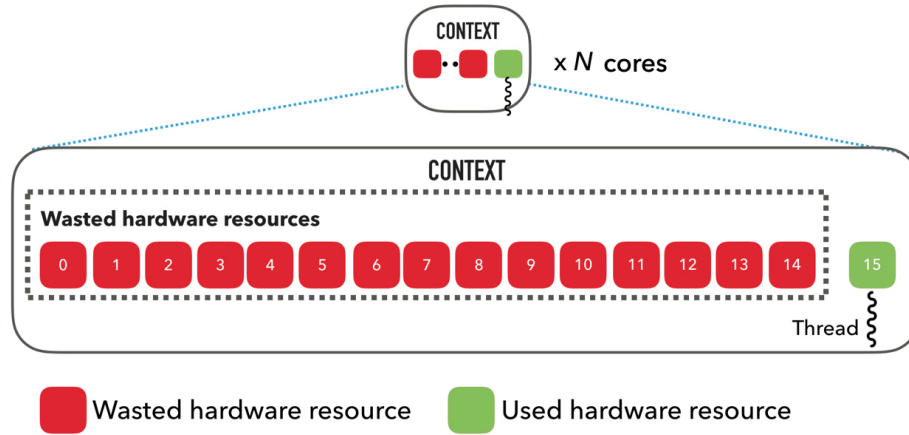 CONTEXT
x N cores
CONTEXT
Wasted hardware resources
0 1 2 3 4 5 6 7 8 9 10 11 12 13 14 15
Thread
Wasted hardware resource
Used hardware resource